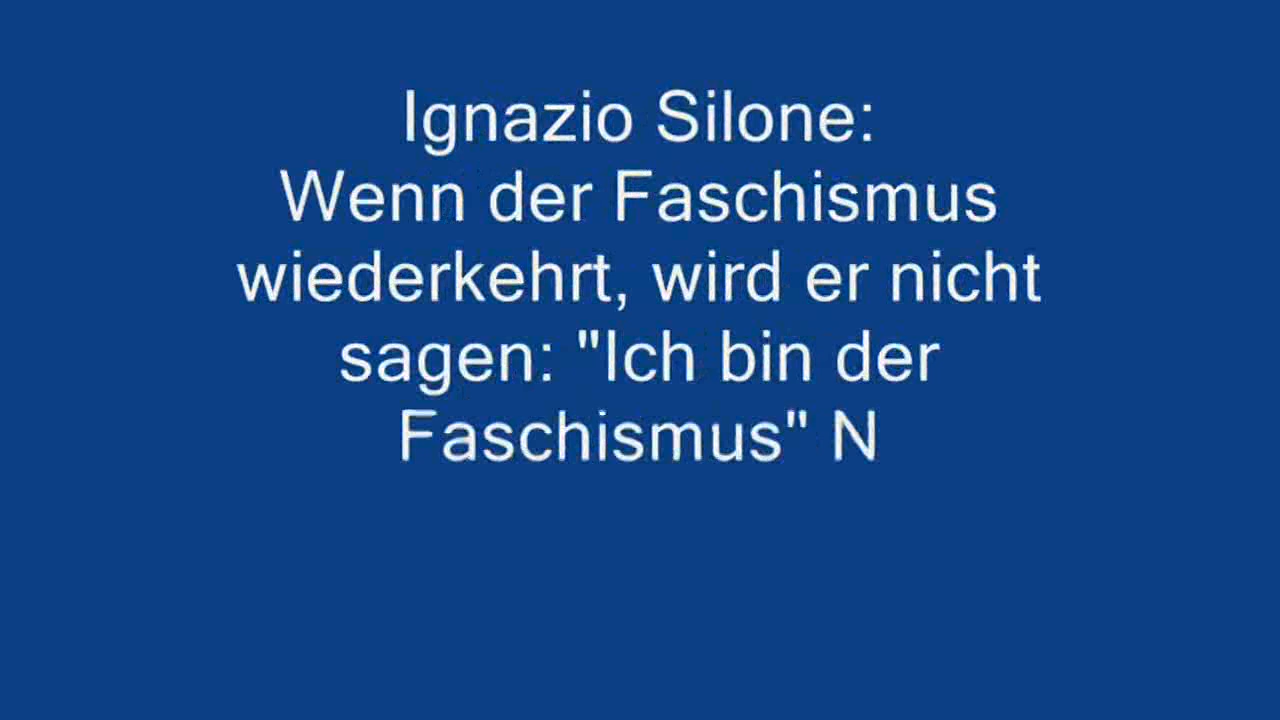 Ignazio Silone:
Wenn der Faschismus
wiederkehrt, wird er nicht
sagen: "Ich bin der
Faschismus" N